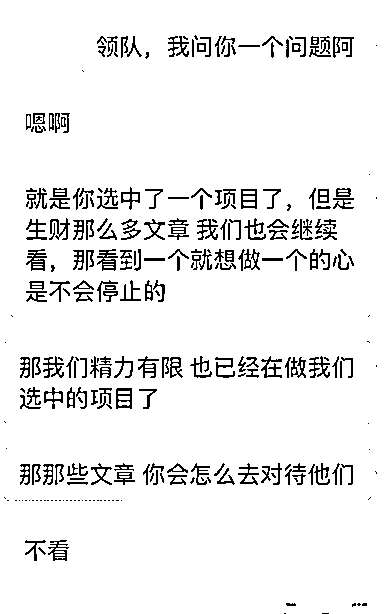 领队，我问你一个问题阿
嗯啊
就是你选中了一个项目了，但是
生财那么多文章 我们也会继续
看，那看到一个就想做一个的心
是不会停止的
那我们精力有限 也已经在做我们
选中的项目了
那那些文章 你会怎么去对待他们
不看